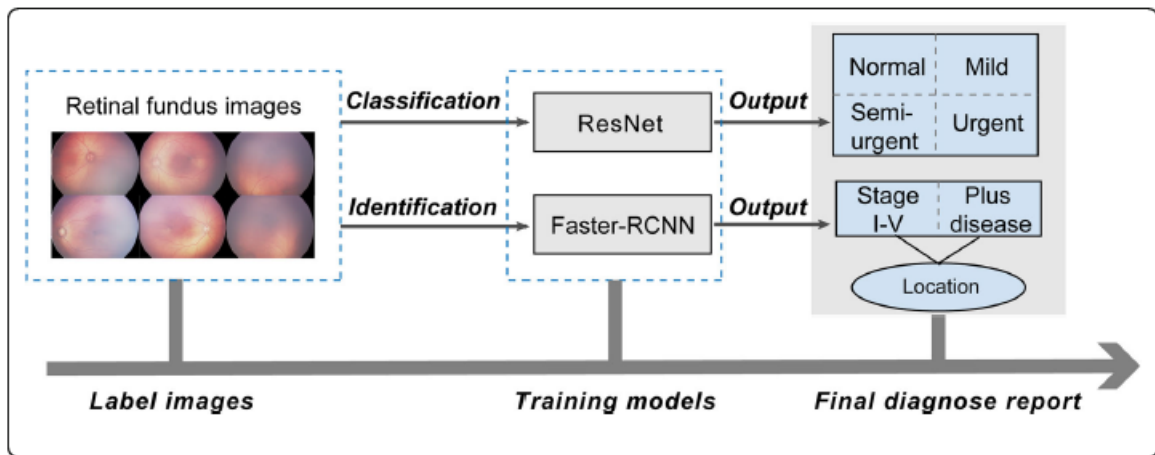 Retinal fundus images
Classification
Identification
ResNet
Faster-RCNN
Output
Output
Normal
Mild
Semi-
urgent
Urgent
Stage
I-V
Plus
disease
Location
Label images
Training models
Final diagnose report